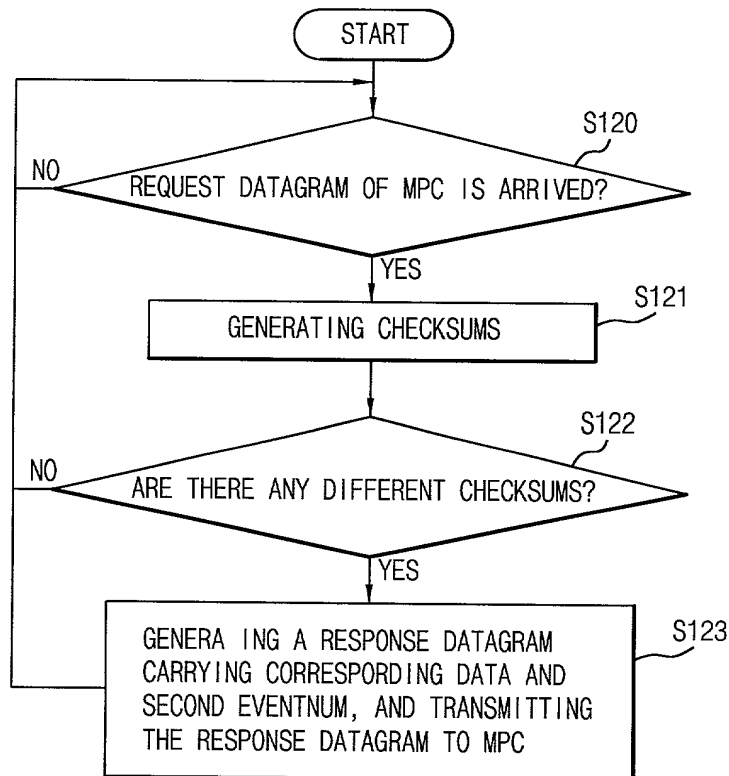 START
S120
NO
REQUEST DATAGRAM OF MPC IS ARRIVED?
YES
S121
GENERATING CHECKSUMS
S122
NO
ARE THERE ANY DIFFERENT CHECKSUMS?
YES
S123
GENERA ING A RESPONSE DATAGRAM
CARRYING CORRESPORDING DATA AND
SECOND EVENTNUM, AND TRANSMITTING
THE RESPONSE DATAGRAM TO MPC